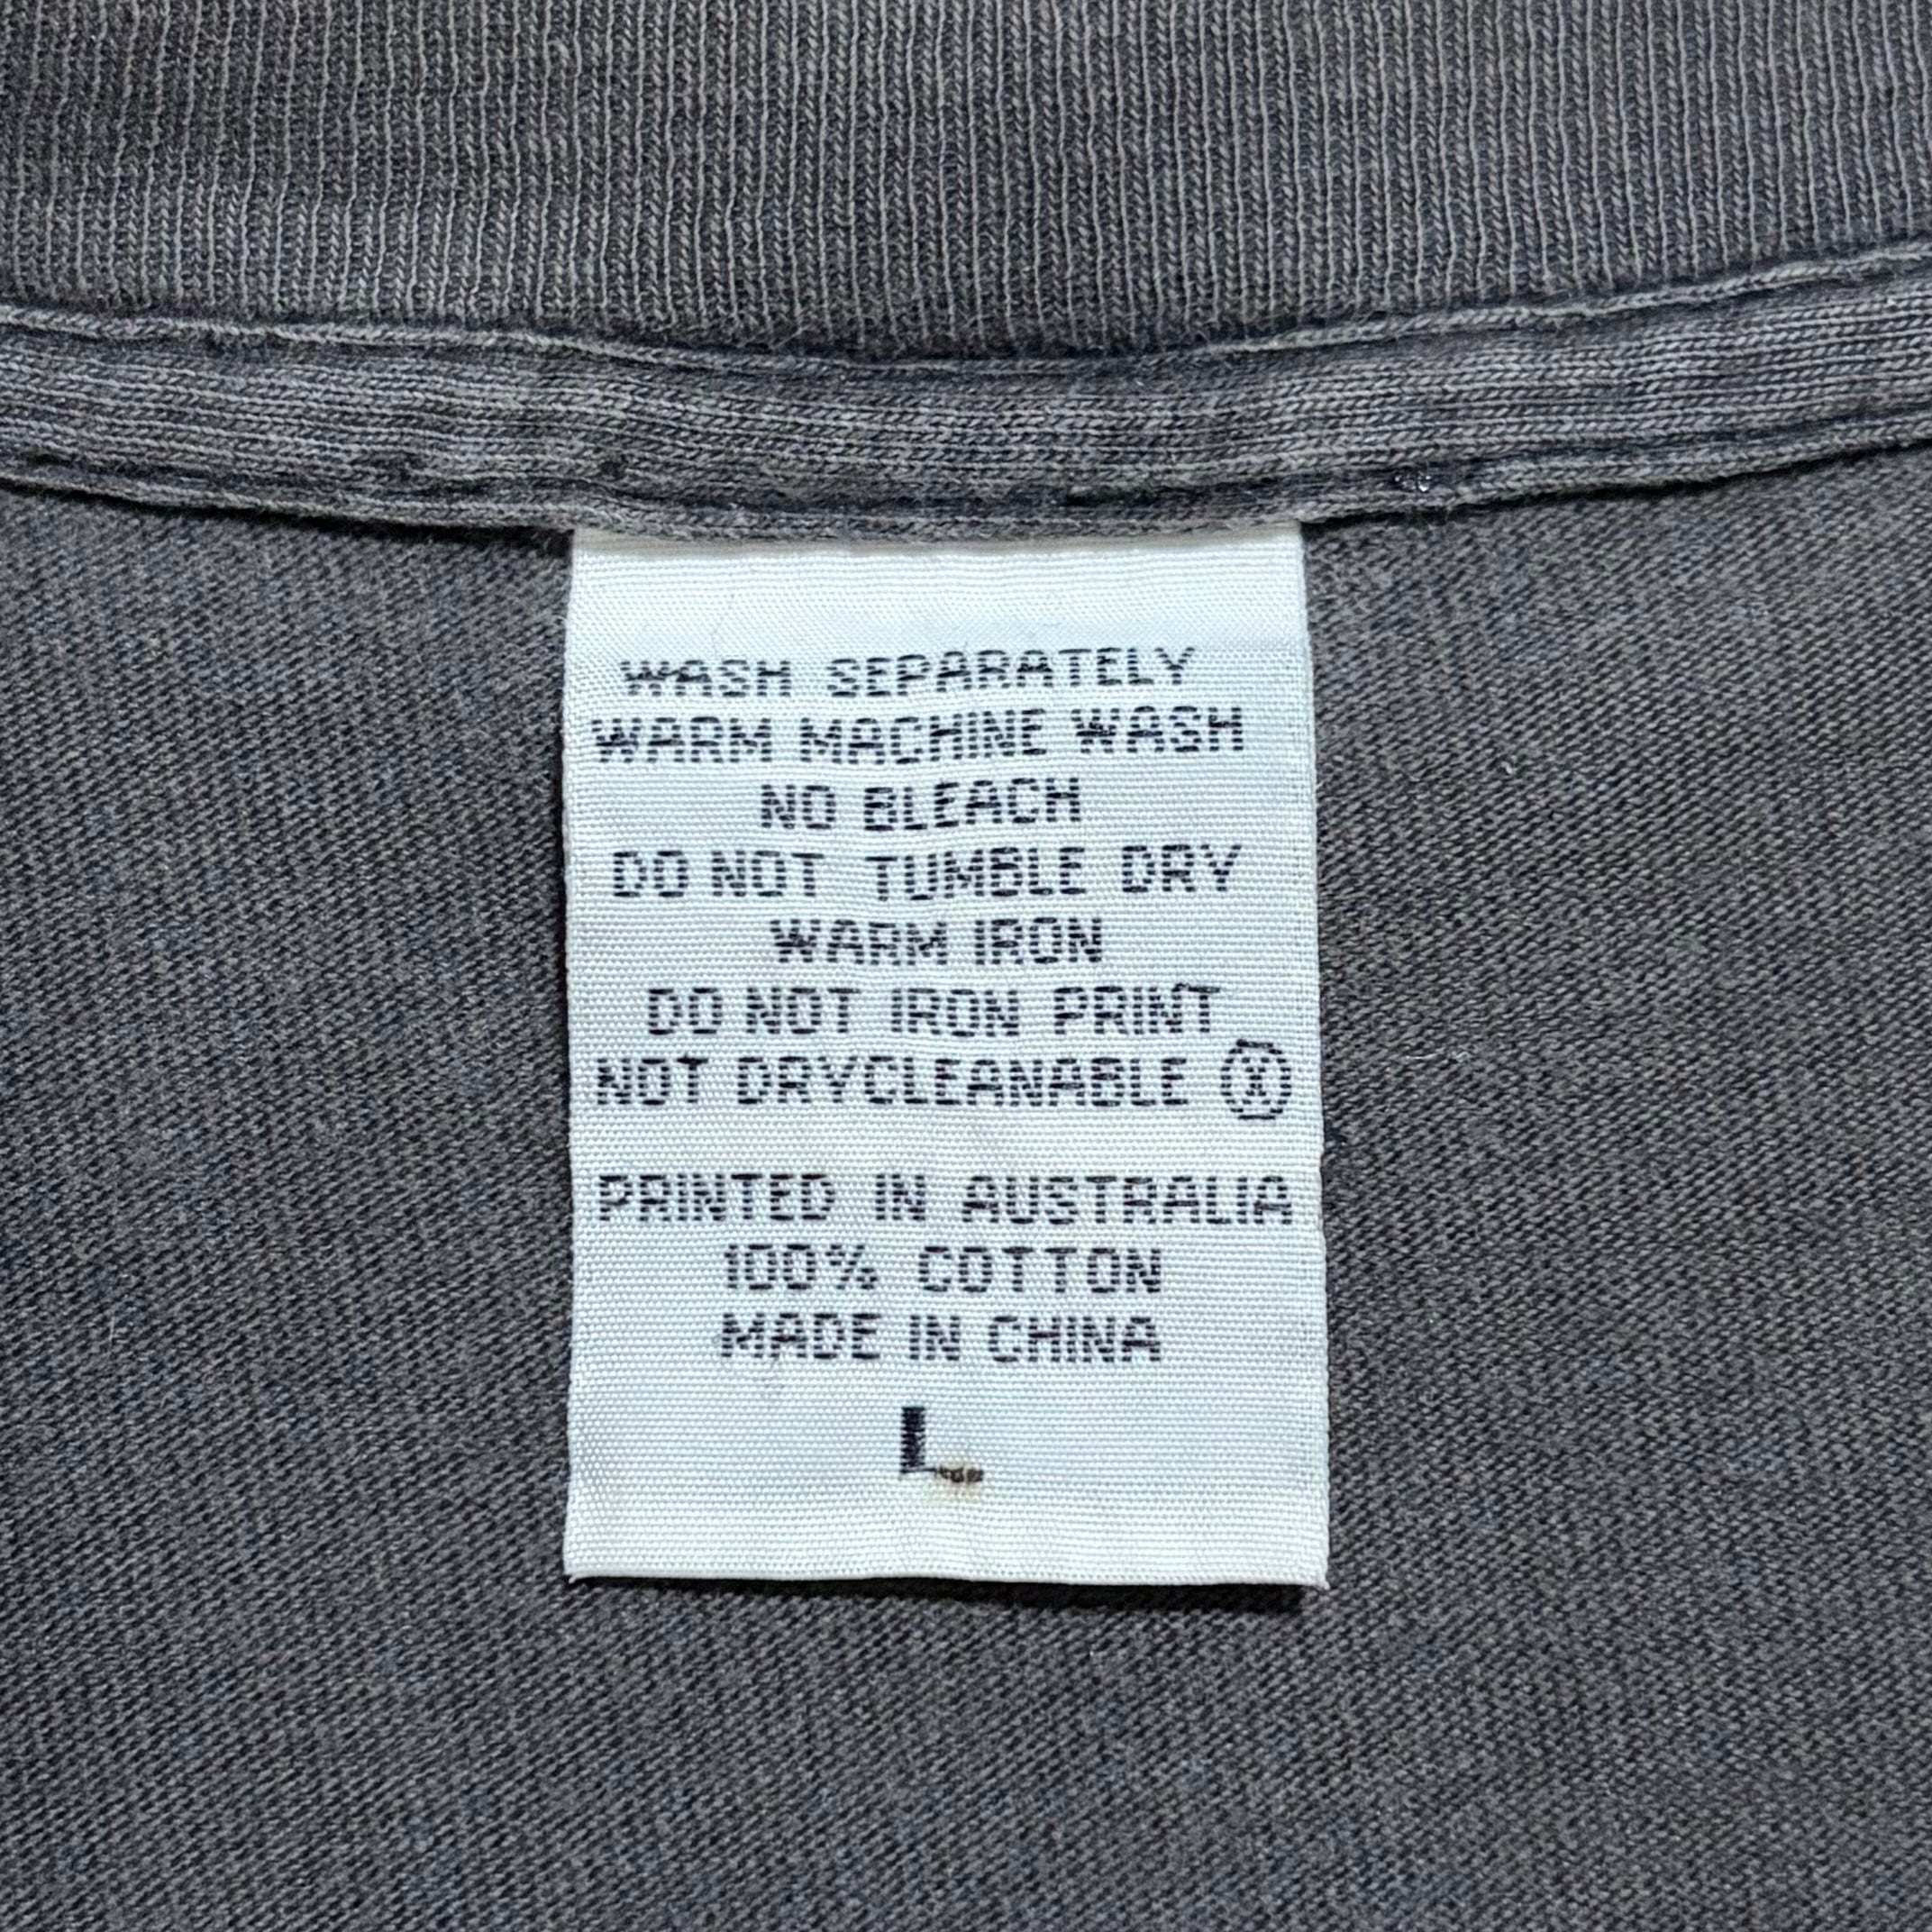 WASH SEPARATELY
WARM MACHINE WASH
NO BLEACH
DO NOT TUMBLE DRY
WARM IRON
DO NOT IRON PRINT
NOT DRYCLEANABLE Ⓧ
PRINTED IN AUSTRALIA
100% COTTON
MADE IN CHINA
L